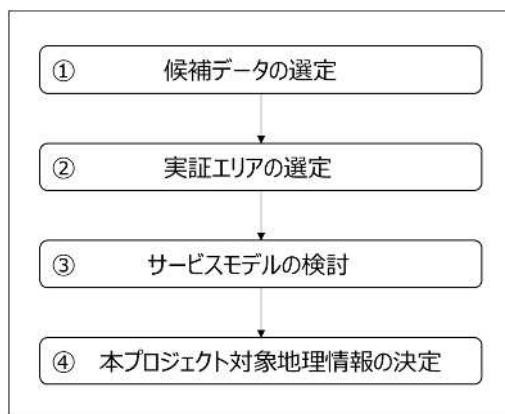 ① 候補データの選定
② 実証エリアの選定
③ サービスモデルの検討
④ 本プロジェクト対象地理情報の決定